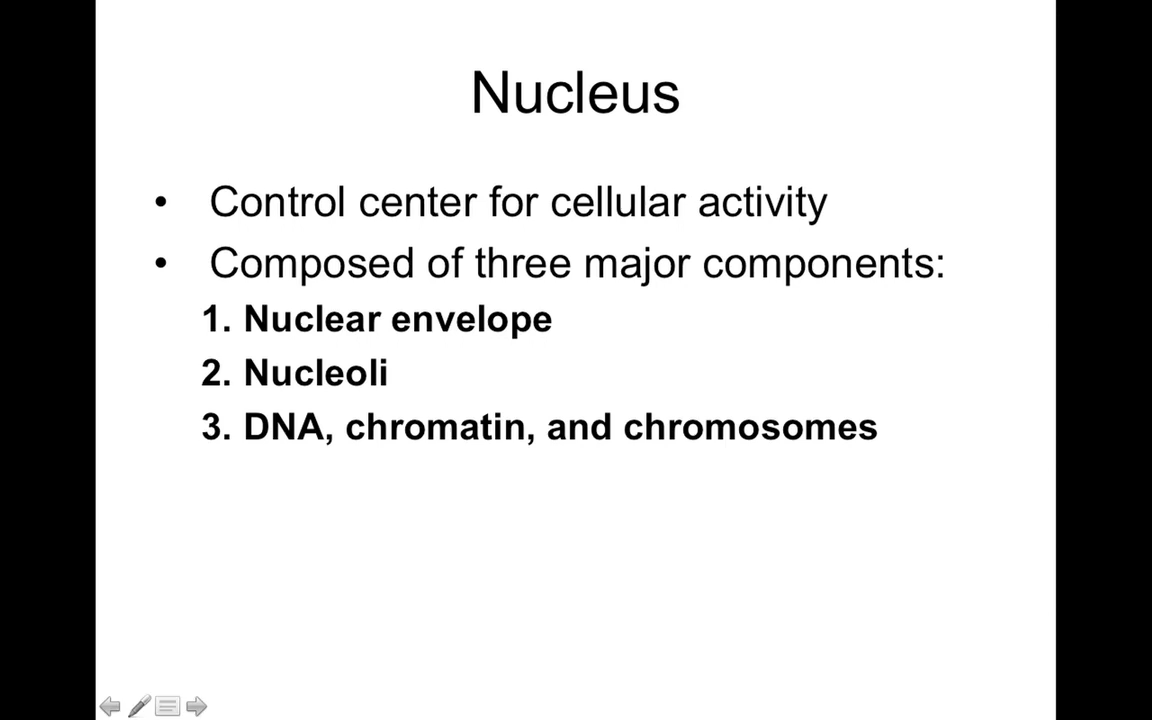 Nucleus
• Control center for cellular activity
• Composed of three major components:
1. Nuclear envelope
2. Nucleoli
3. DNA, chromatin, and chromosomes